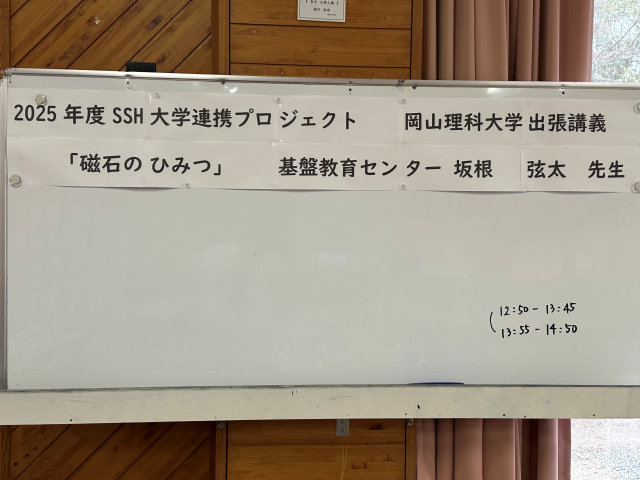 2025 年度 SSH 大学連携プロジェクト 岡山理科大学 出張講義
「磁石の ひみつ」 基盤教育センター 坂根 弦太 先生
12:50 - 13:45
13:55 - 14:50